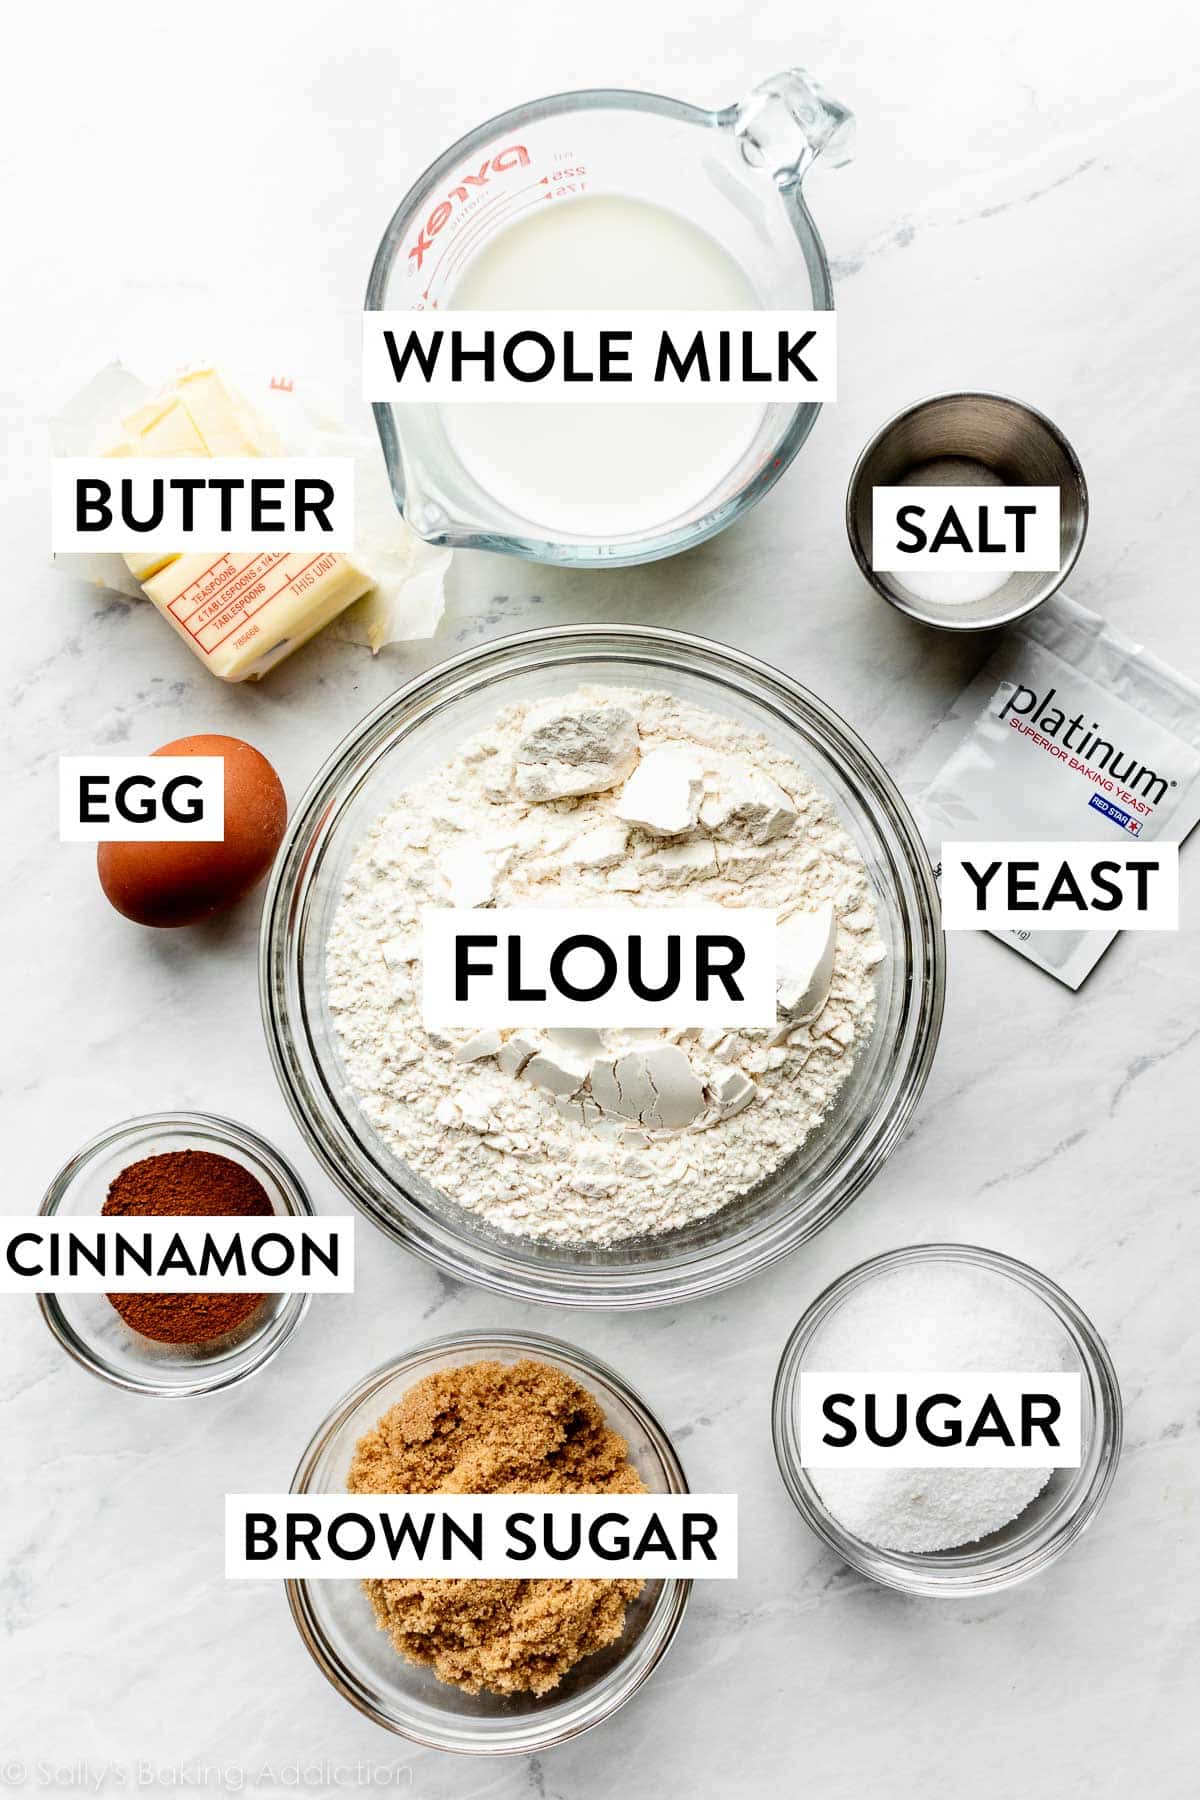 pyrex®
ml
225
175
WHOLE MILK
E
BUTTER
SALT
TEASPOONS
4 TABLESPOONS = 1/4 C
TABLESPOONS
THIS UNIT
785668
platinum®
SUPERIOR BAKING YEAST
RED STAR
EGG
YEAST
FLOUR
CINNAMON
SUGAR
BROWN SUGAR
© Sally's Baking Addiction